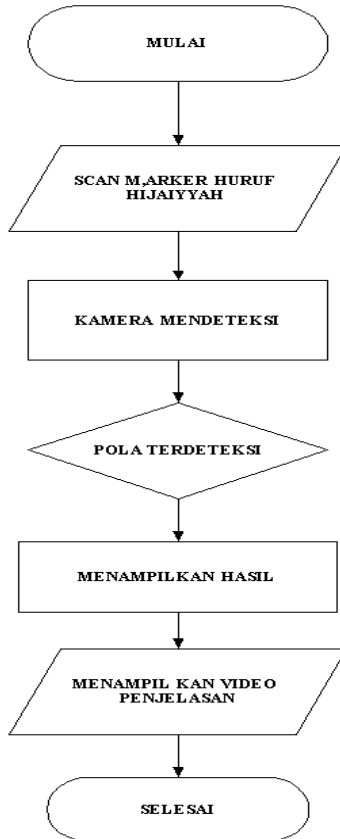 MULAI
SCAN M,ARKER HURUF
HIJAIYYAH
KAMERA MENDETEKSI
POLA TERDETEKSI
MENAMPILKAN HASIL
MENAMPIL KAN VIDEO
PENJELASAN
SELESAI